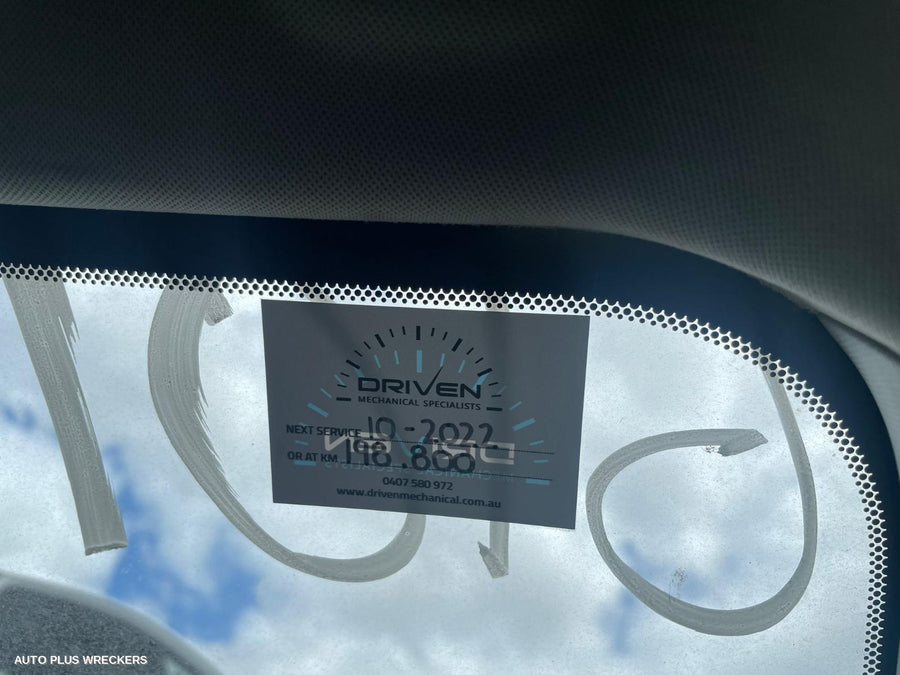 DRIVEN
MECHANICAL SPECIALISTS
NEXT SERVICE 10-2022
OR AT KM 198,800
0407 580 972
www.drivenmechanical.com.au
AUTO PLUS WRECKERS